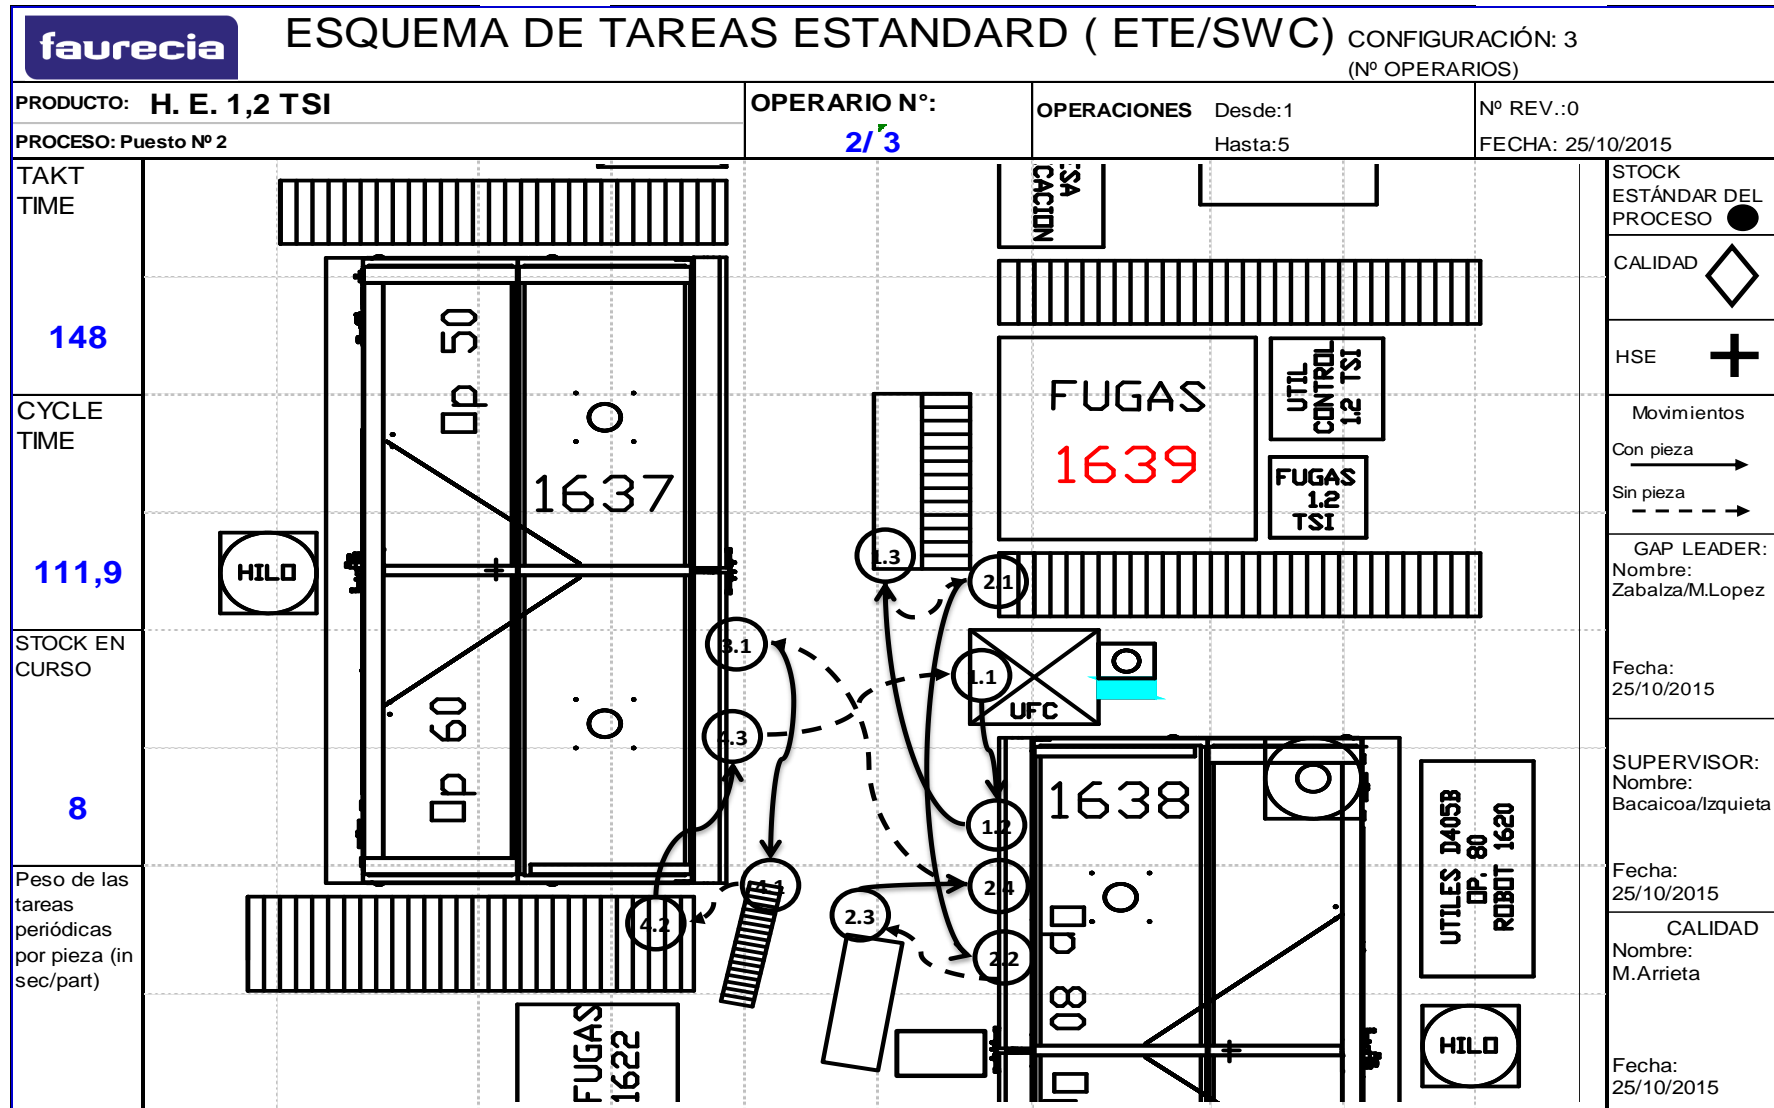 faurecia
ESQUEMA DE TAREAS ESTANDARD ( ETE/SWC)
CONFIGURACIÓN: 3
(Nº OPERARIOS)
PRODUCTO: H. E. 1,2 TSI
PROCESO: Puesto Nº 2
OPERARIO N°:
2/ 3
OPERACIONES
Desde:1
Hasta:5
Nº REV.:0
FECHA: 25/10/2015
TAKT
TIME
148
CYCLE
TIME
111,9
STOCK EN
CURSO
8
Peso de las
tareas
periódicas
por pieza (in
sec/part)
Op 50
1637
HILO
Op 60
CACION
FUGAS
1639
UTIL
CONTROL
1.2 TSI
FUGAS
1.2
TSI
1.3
2.1
3.1
1.1
UFC
4.3
1638
1.2
4.1
2.4
4.2
2.3
2.2
UTILES D405B
OP. 80
ROBOT 1620
FUGAS
1622
HILO
STOCK
ESTÁNDAR DEL
PROCESO
CALIDAD
HSE
Movimientos
Con pieza
Sin pieza
GAP LEADER:
Nombre:
Zabalza/M.Lopez
Fecha:
25/10/2015
SUPERVISOR:
Nombre:
Bacaicoa/Izquieta
Fecha:
25/10/2015
CALIDAD
Nombre:
M.Arrieta
Fecha:
25/10/2015